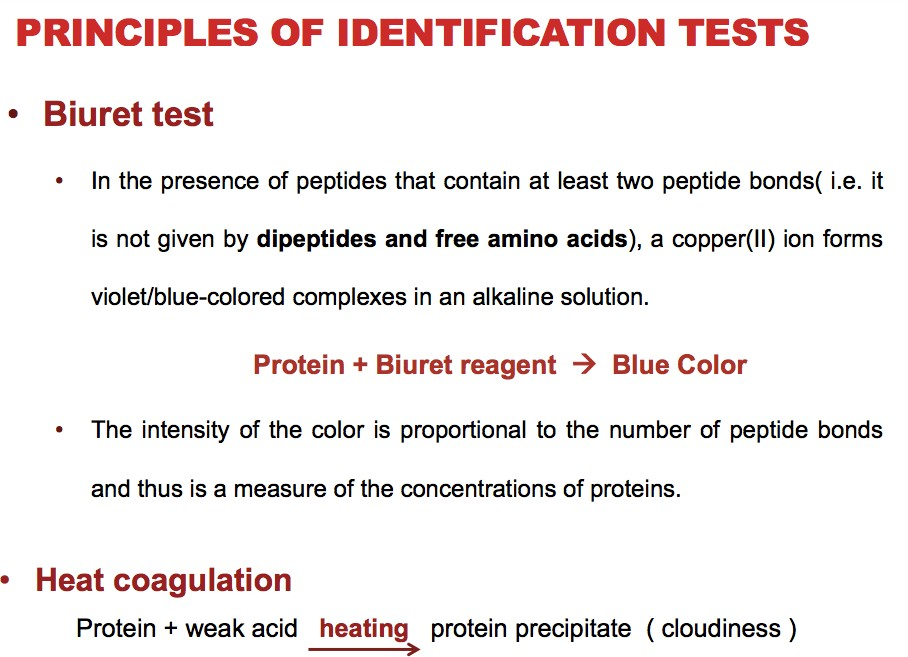 PRINCIPLES OF IDENTIFICATION TESTS
• Biuret test
• In the presence of peptides that contain at least two peptide bonds( i.e. it
is not given by dipeptides and free amino acids), a copper(II) ion forms
violet/blue-colored complexes in an alkaline solution.
Protein + Biuret reagent → Blue Color
• The intensity of the color is proportional to the number of peptide bonds
and thus is a measure of the concentrations of proteins.
• Heat coagulation
Protein + weak acid heating protein precipitate ( cloudiness )